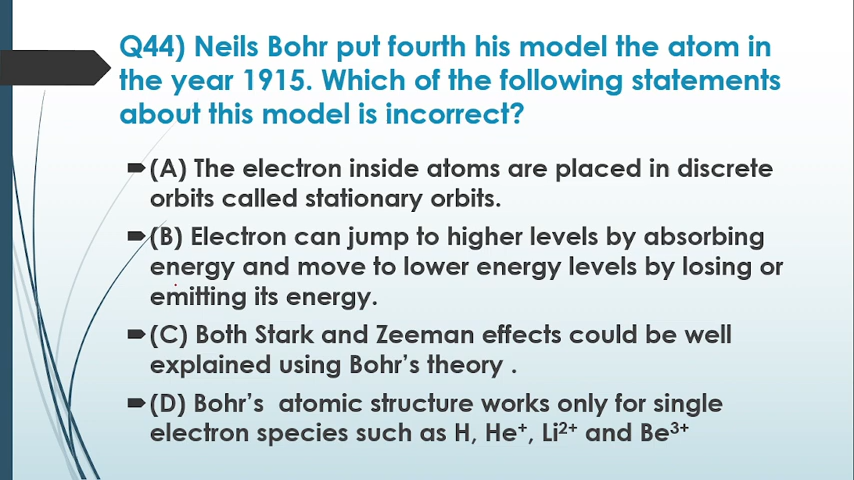 Q44) Neils Bohr put fourth his model the atom in
the year 1915. Which of the following statements
about this model is incorrect?
(A) The electron inside atoms are placed in discrete
orbits called stationary orbits.
(B) Electron can jump to higher levels by absorbing
energy and move to lower energy levels by losing or
emitting its energy.
(C) Both Stark and Zeeman effects could be well
explained using Bohr’s theory .
(D) Bohr’s  atomic structure works only for single
electron species such as H, He⁺, Li²⁺ and Be³⁺